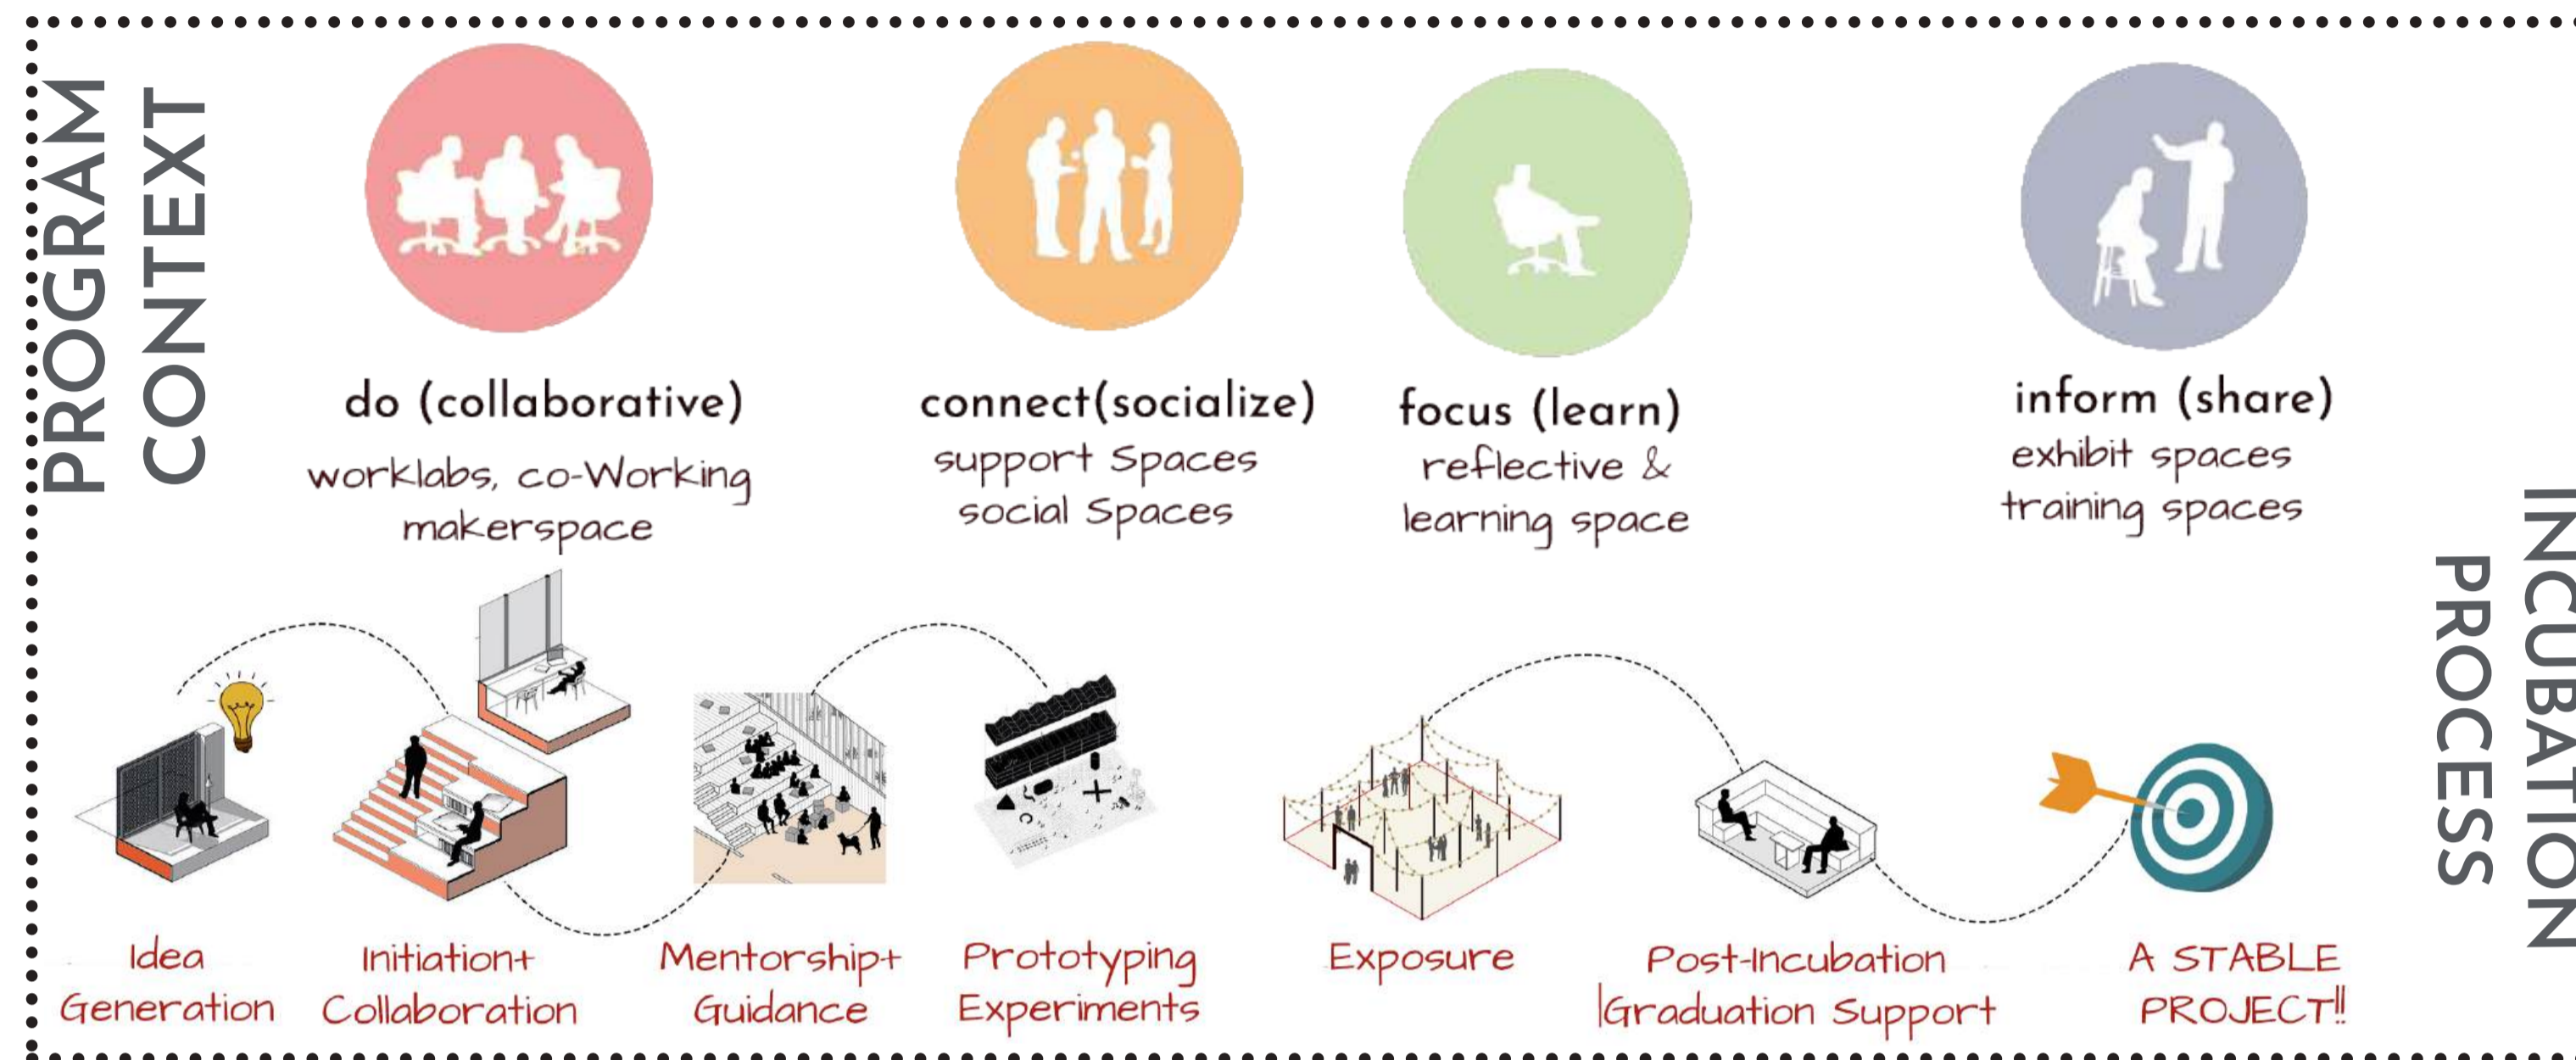 PROGRAM
CONTEXT
do (collaborative)
worklabs, co-Working
makerspace
connect(socialize)
support Spaces
social Spaces
focus (learn)
reflective &
learning space
inform (share)
exhibit spaces
training spaces
INCUBATION
PROCESS
Idea
Generation
Initiation+
Collaboration
Mentorship+
Guidance
Prototyping
Experiments
Exposure
Post-Incubation
|Graduation Support
A STABLE
PROJECT!!